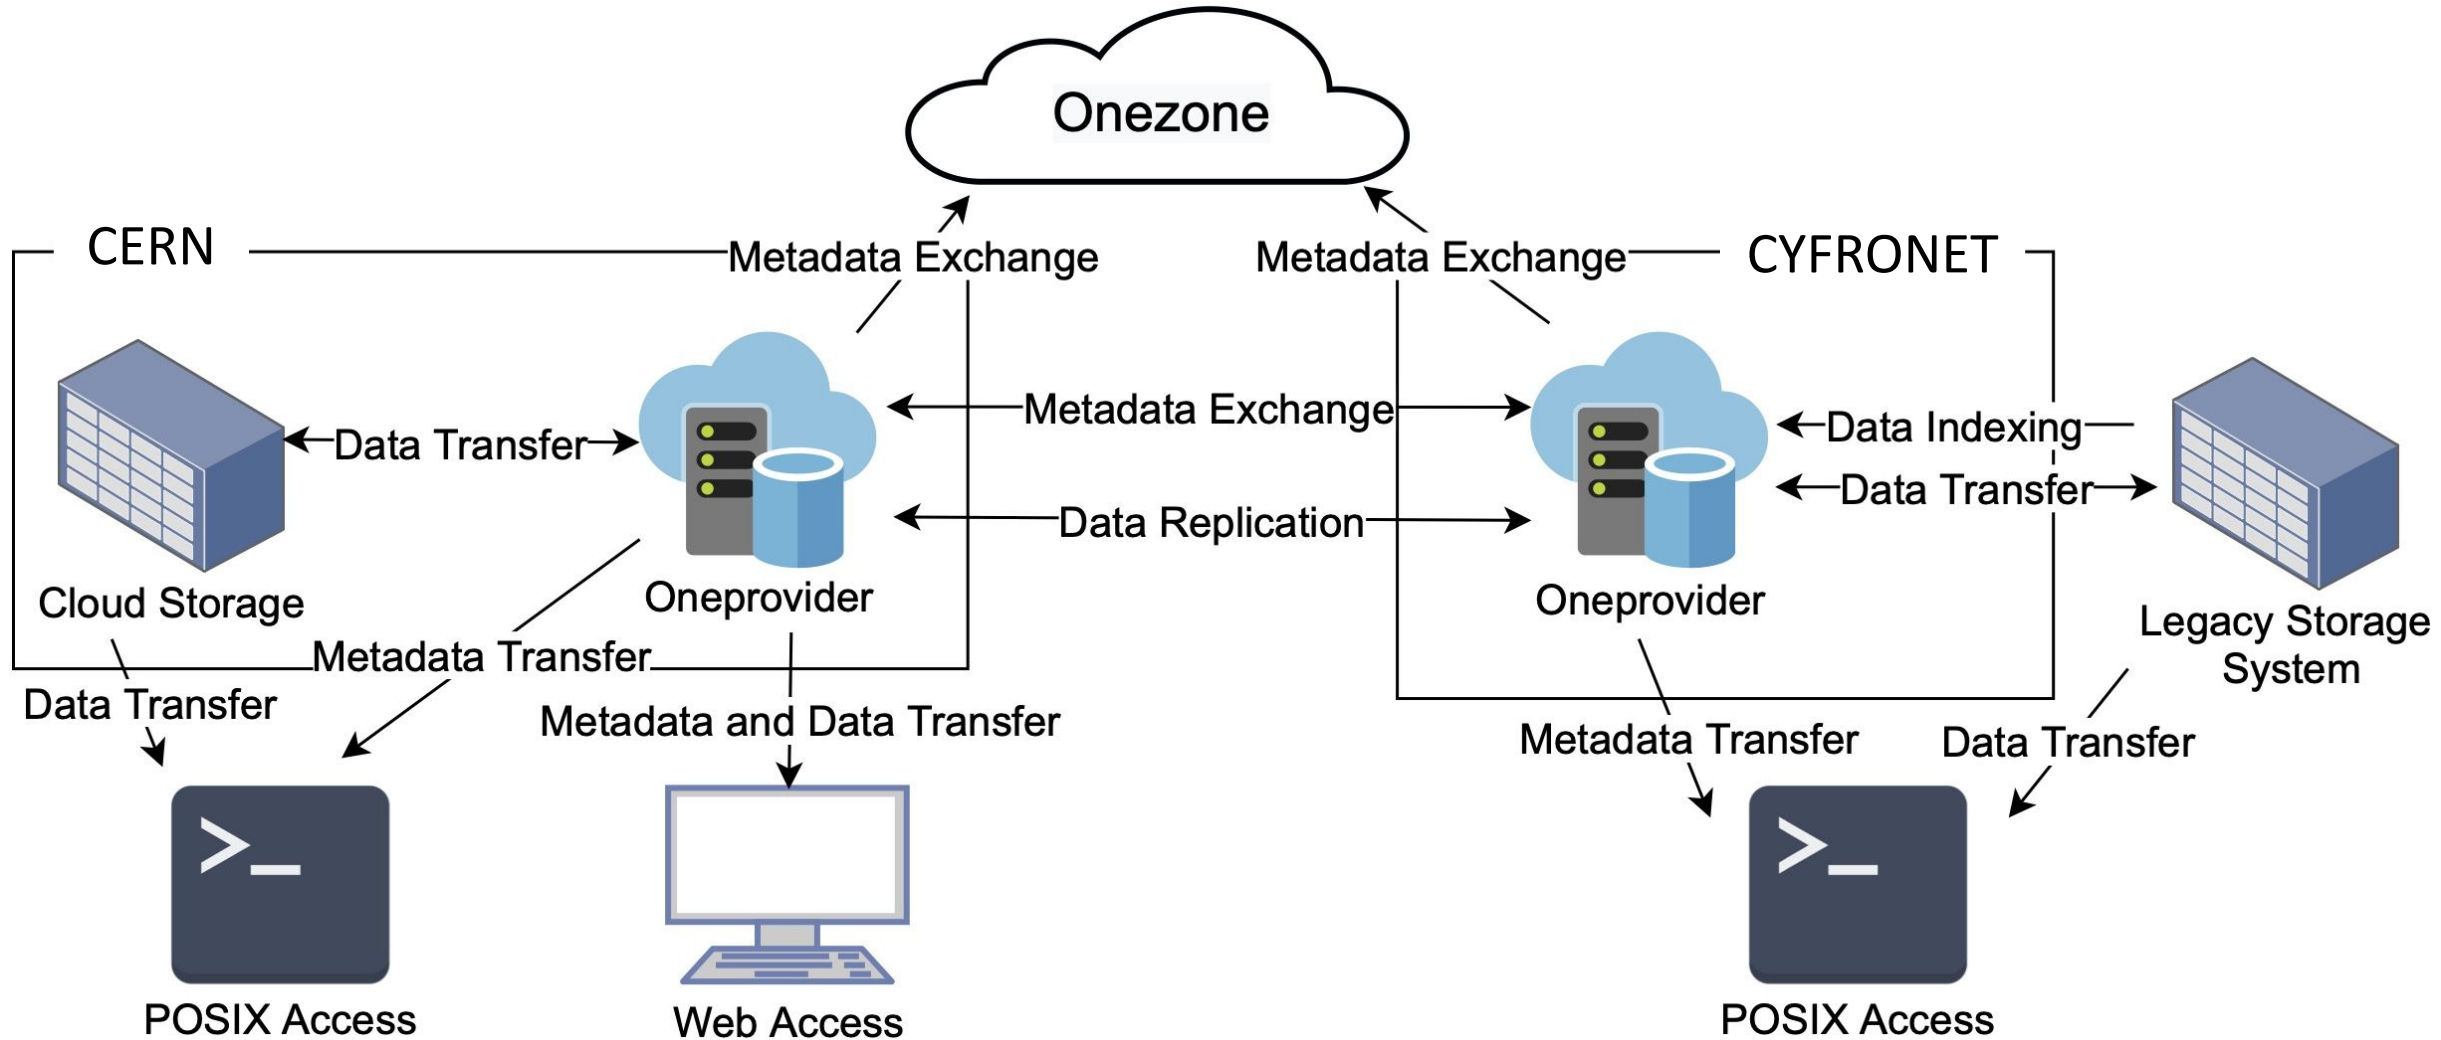 Onezone
CERN
Metadata Exchange
Metadata Exchange
CYFRONET
Metadata Exchange
Data Transfer
Data Indexing
Data Transfer
Data Replication
Cloud Storage
Oneprovider
Oneprovider
Legacy Storage
System
Metadata Transfer
Data Transfer
Metadata and Data Transfer
Metadata Transfer
Data Transfer
>_
>_
POSIX Access
Web Access
POSIX Access